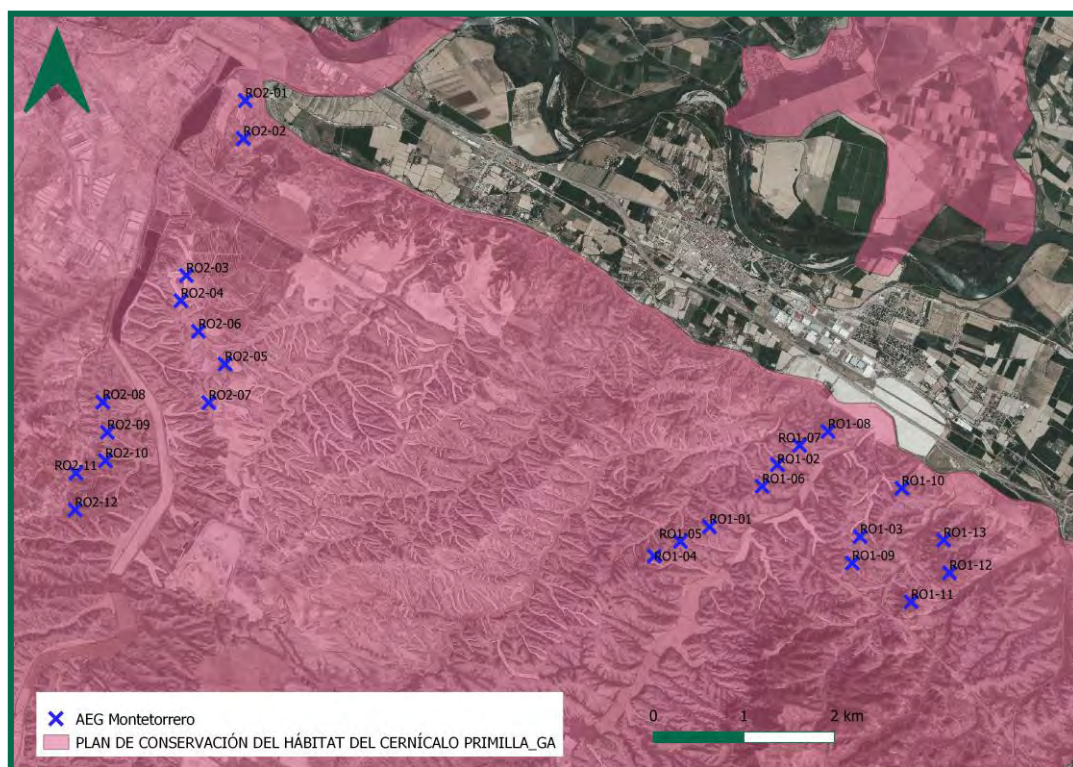 RO2-01
RO2-02
RO2-03
RO2-04
RO2-06
RO2-05
RO2-07
RO2-08
RO2-09
RO2-10
RO2-11
RO2-12
RO1-08
RO1-07
RO1-02
RO1-06
RO1-10
RO1-01
RO1-05
RO1-04
RO1-03
RO1-13
RO1-09
RO1-12
RO1-11
AEG Montetorrero
PLAN DE CONSERVACIÓN DEL HÁBITAT DEL CERNÍCALO PRIMILLA_GA
0 1 2 km